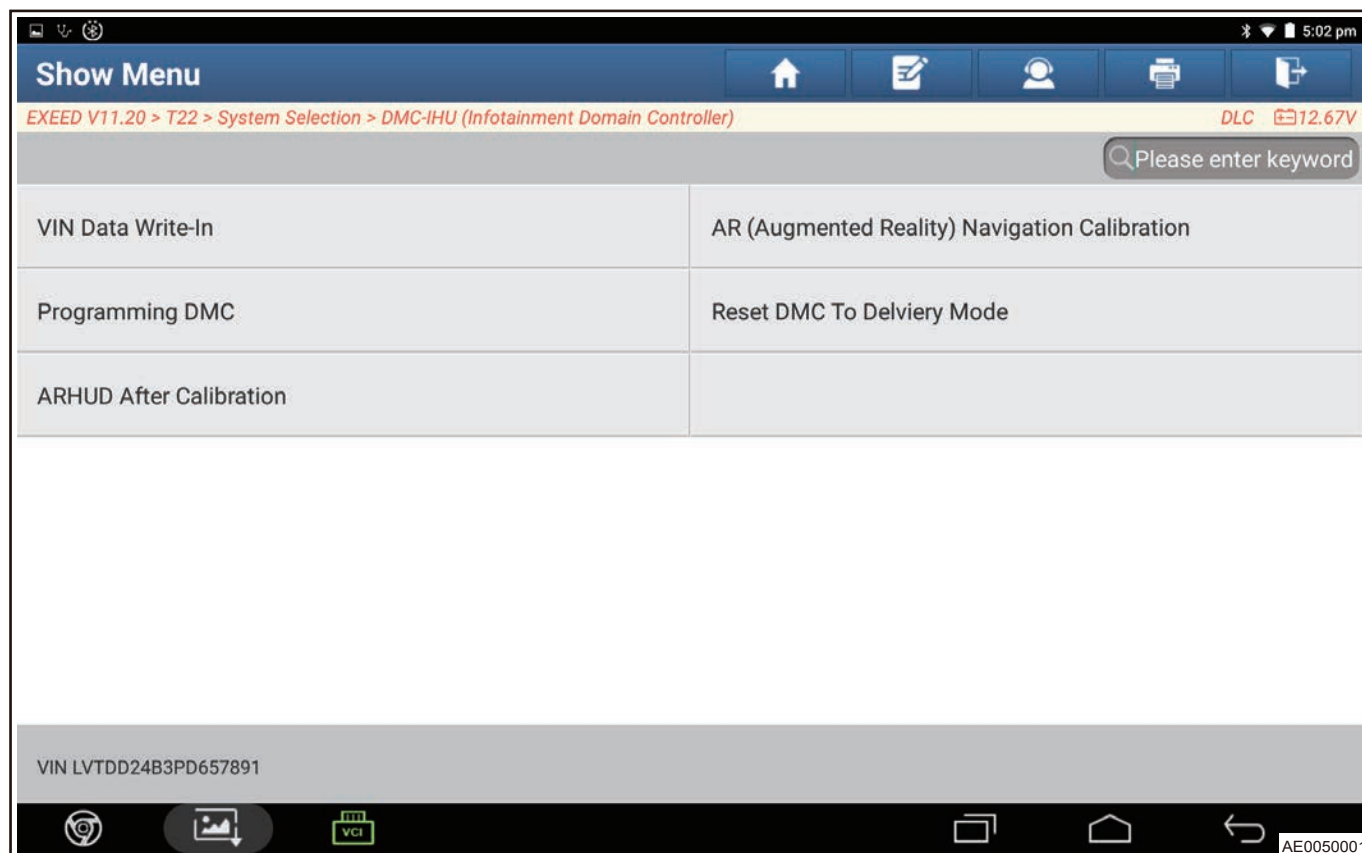 5:02 pm
Show Menu
EXEED V11.20 > T22 > System Selection > DMC-IHU (Infotainment Domain Controller) DLC 12.67V
Please enter keyword
VIN Data Write-In
AR (Augmented Reality) Navigation Calibration
Programming DMC
Reset DMC To Delviery Mode
ARHUD After Calibration
VIN LVTDD24B3PD657891
VCI
AE005001